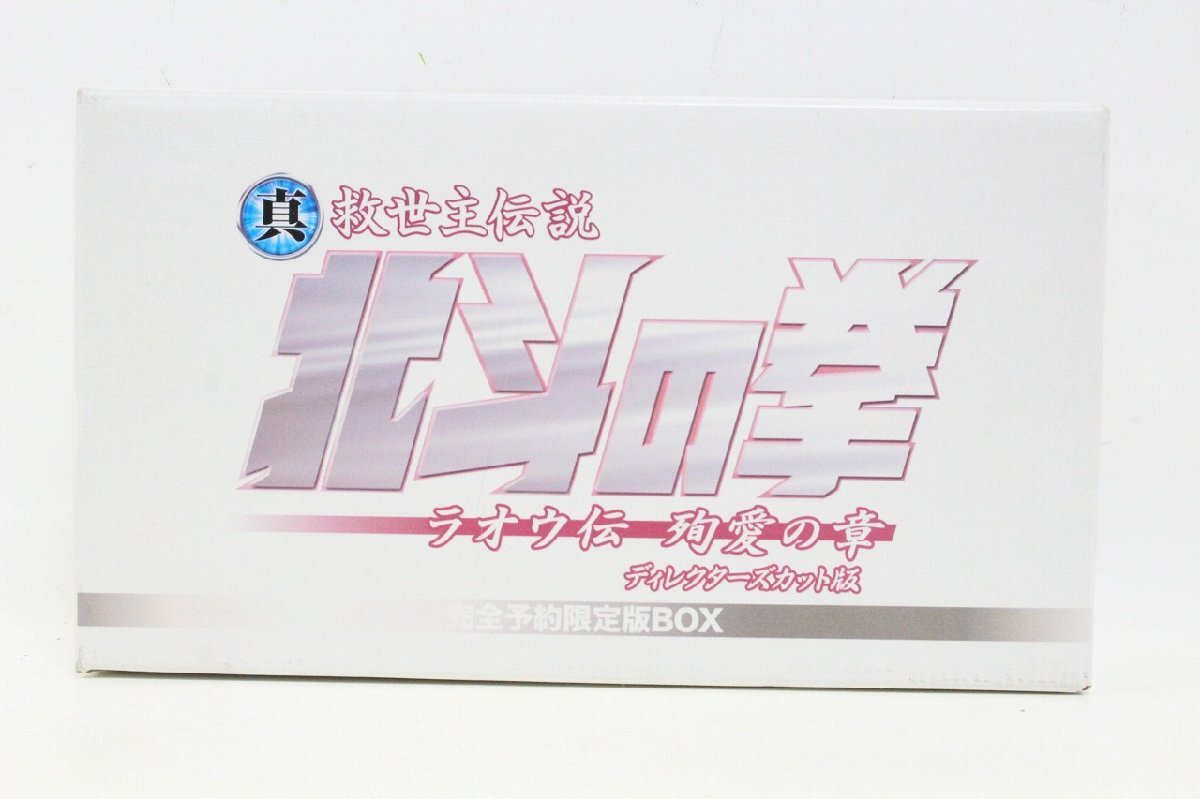 真 救世主伝説
北斗の拳
ラオウ伝 殉愛の章
ディレクターズカット版
完全予約限定版BOX